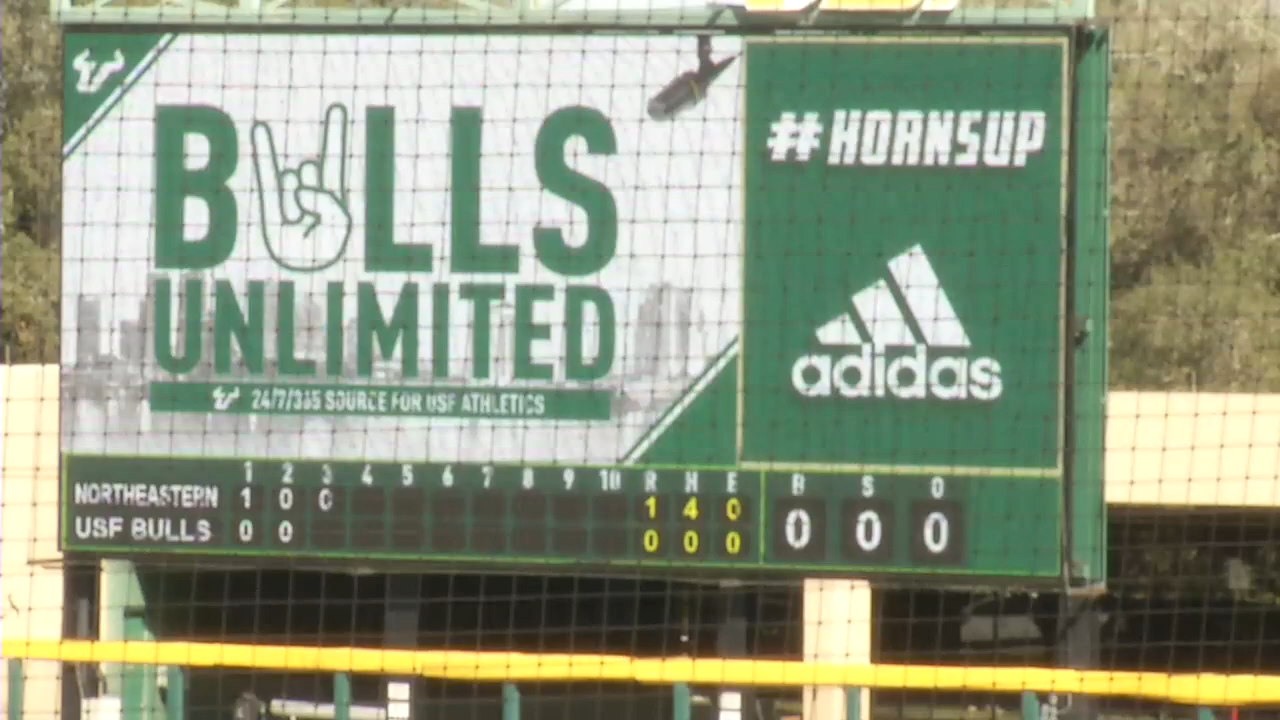 BULLS
UNLIMITED
24/7/365 SOURCE FOR USF ATHLETICS
#HORNSUP
adidas
1 2 3 4 5 6 7 8 9 10 R H E B S O
NORTHEASTERN 1 0 0 1 4 0
USF BULLS 0 0 0 0 0
0 0 0